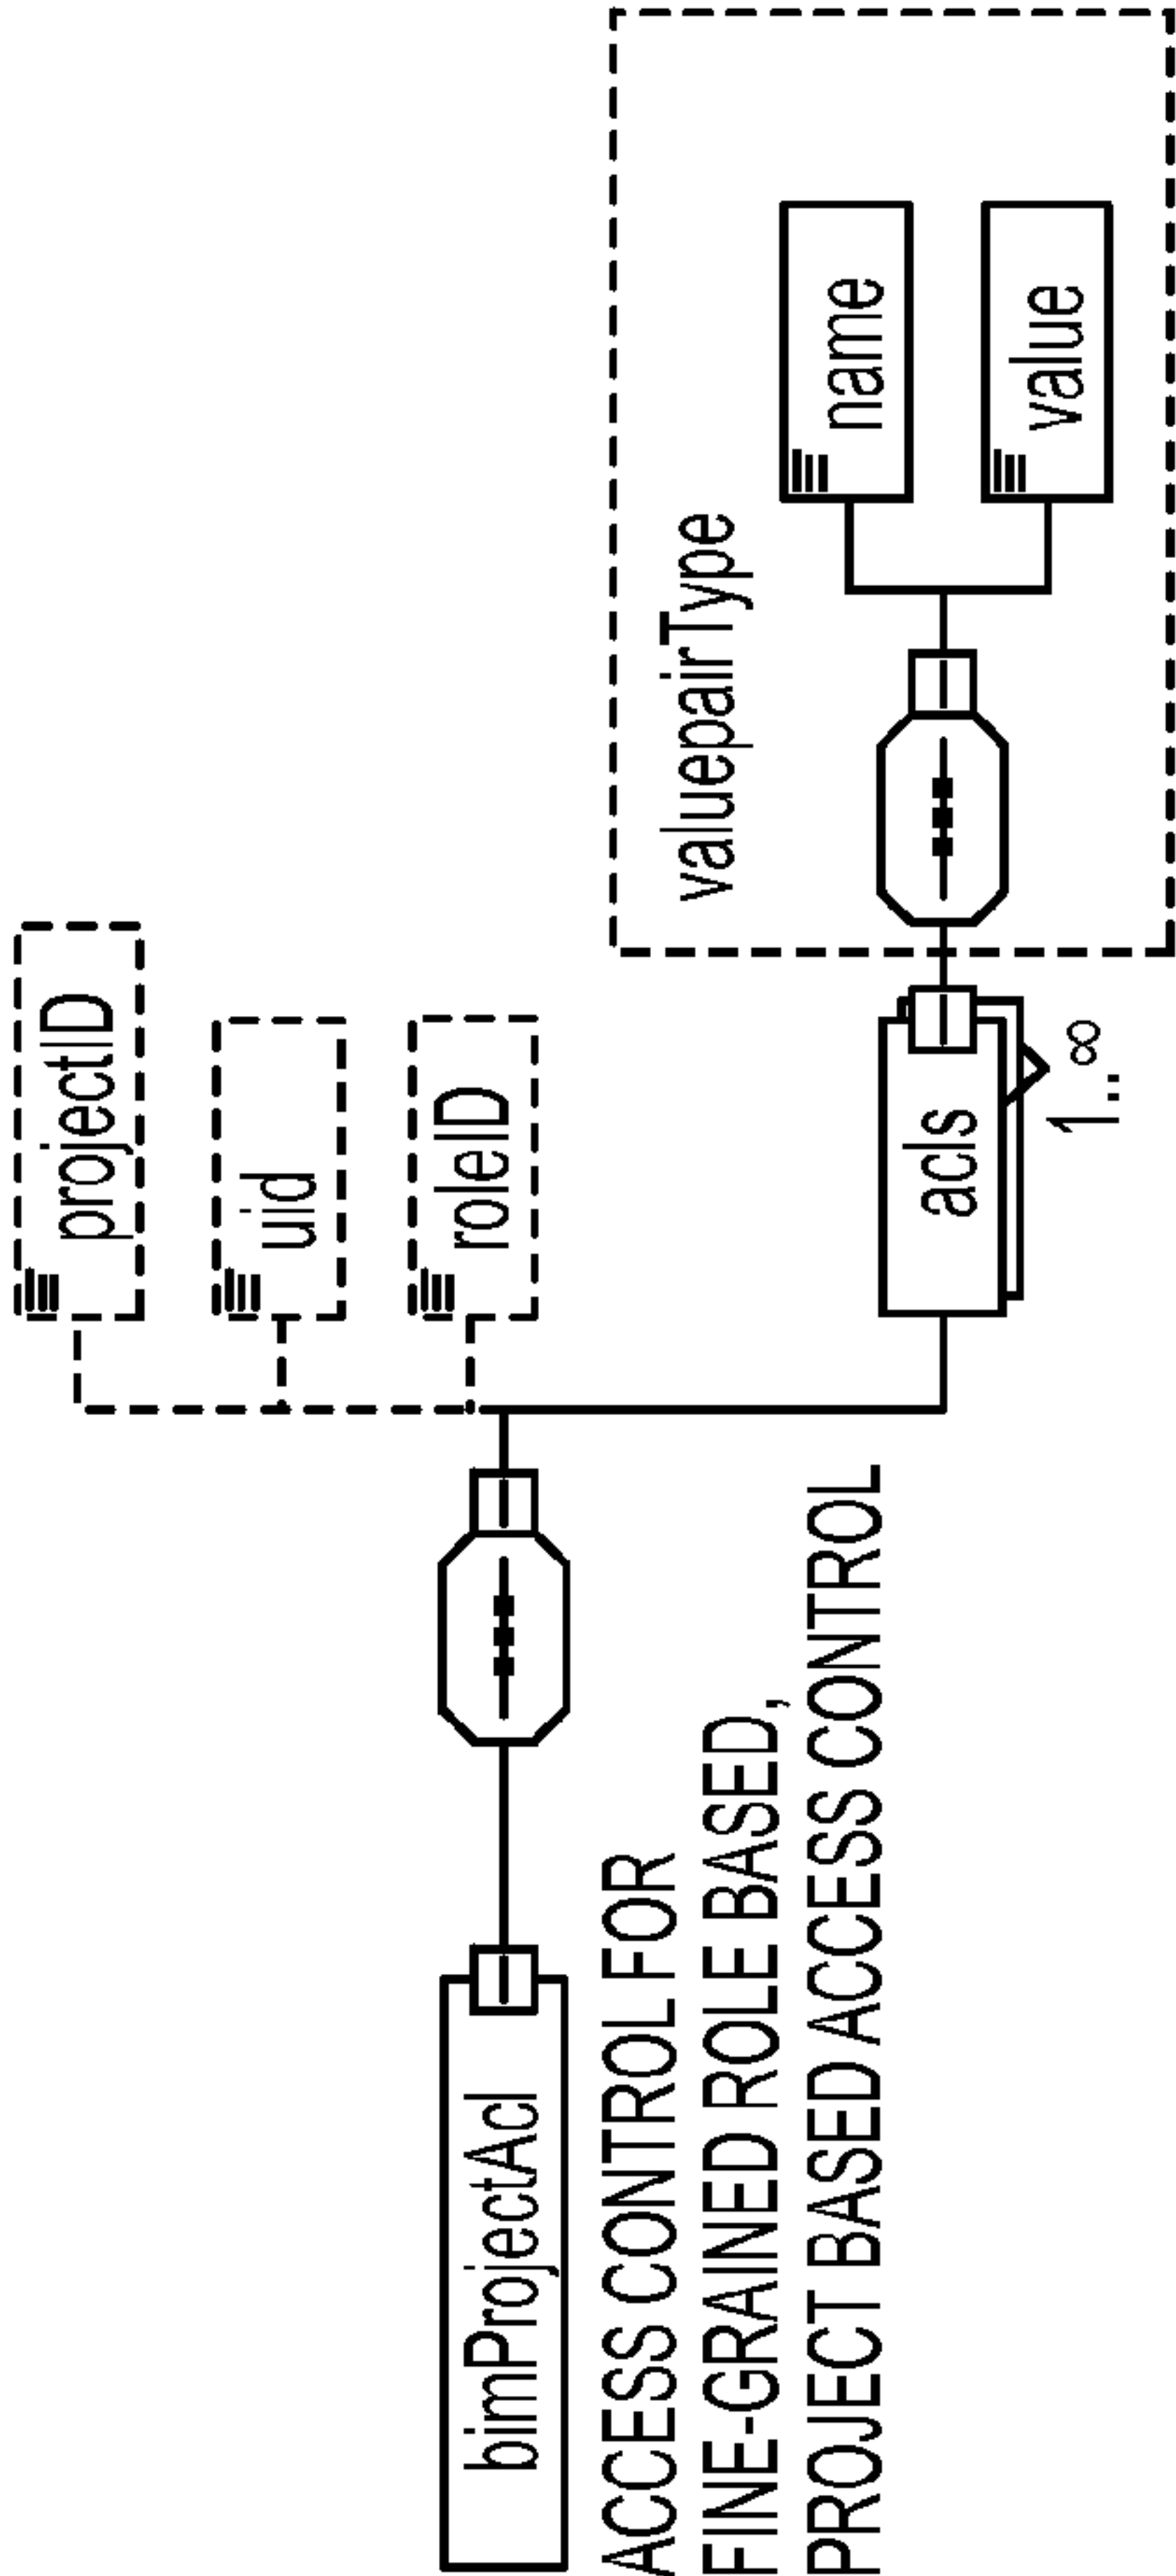 bimProjectAcl
ACCESS CONTROL FOR
FINE-GRAINED ROLE BASED,
PROJECT BASED ACCESS CONTROL
projectID
uid
roleID
acls
1..∞
valuepairType
name
value